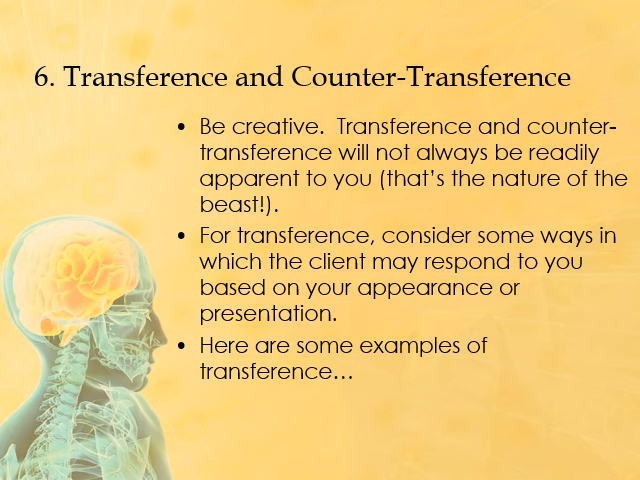 6. Transference and Counter-Transference
• Be creative.  Transference and counter-
transference will not always be readily
apparent to you (that’s the nature of the
beast!).
• For transference, consider some ways in
which the client may respond to you
based on your appearance or
presentation.
• Here are some examples of
transference…